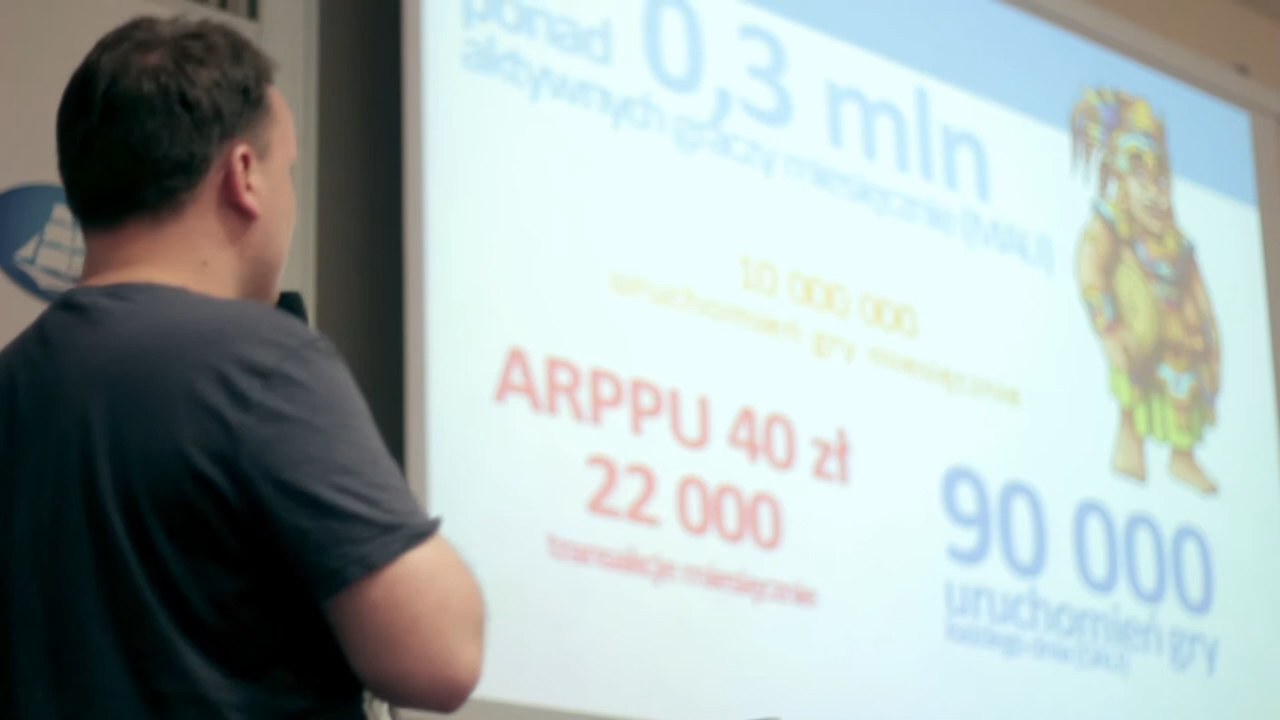 ponad 0,3 mln
aktywnych graczy miesięcznie (MAU)
10 000 000
uruchomień gry miesięcznie
ARPPU 40 zł
22 000
transakcje miesięcznie
90 000
uruchomień gry
każdego dnia (DAU)